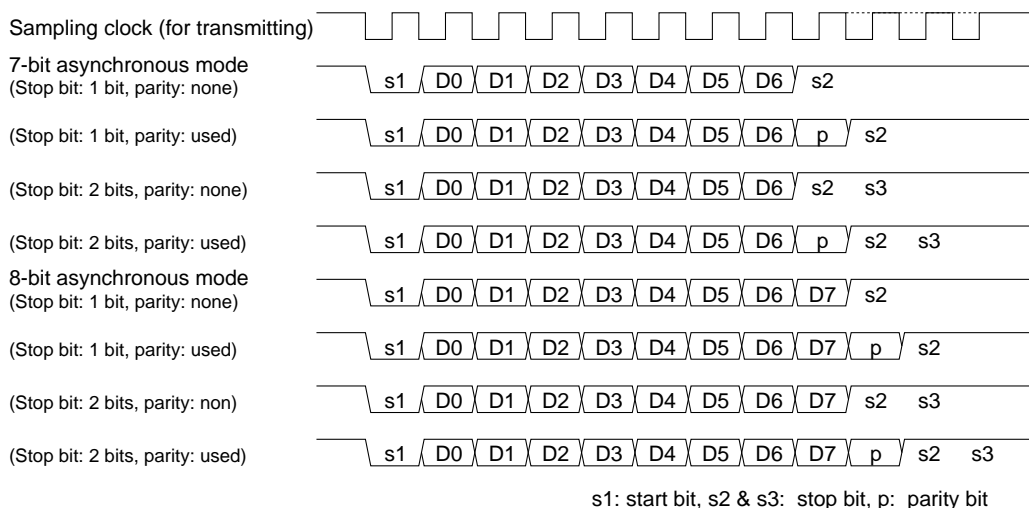 Sampling clock (for transmitting)
7-bit asynchronous mode
(Stop bit: 1 bit, parity: none) s1 D0 D1 D2 D3 D4 D5 D6 s2
(Stop bit: 1 bit, parity: used) s1 D0 D1 D2 D3 D4 D5 D6 p s2
(Stop bit: 2 bits, parity: none) s1 D0 D1 D2 D3 D4 D5 D6 s2 s3
(Stop bit: 2 bits, parity: used) s1 D0 D1 D2 D3 D4 D5 D6 p s2 s3
8-bit asynchronous mode
(Stop bit: 1 bit, parity: none) s1 D0 D1 D2 D3 D4 D5 D6 D7 s2
(Stop bit: 1 bit, parity: used) s1 D0 D1 D2 D3 D4 D5 D6 D7 p s2
(Stop bit: 2 bits, parity: non) s1 D0 D1 D2 D3 D4 D5 D6 D7 s2 s3
(Stop bit: 2 bits, parity: used) s1 D0 D1 D2 D3 D4 D5 D6 D7 p s2 s3
s1: start bit, s2 & s3: stop bit, p: parity bit